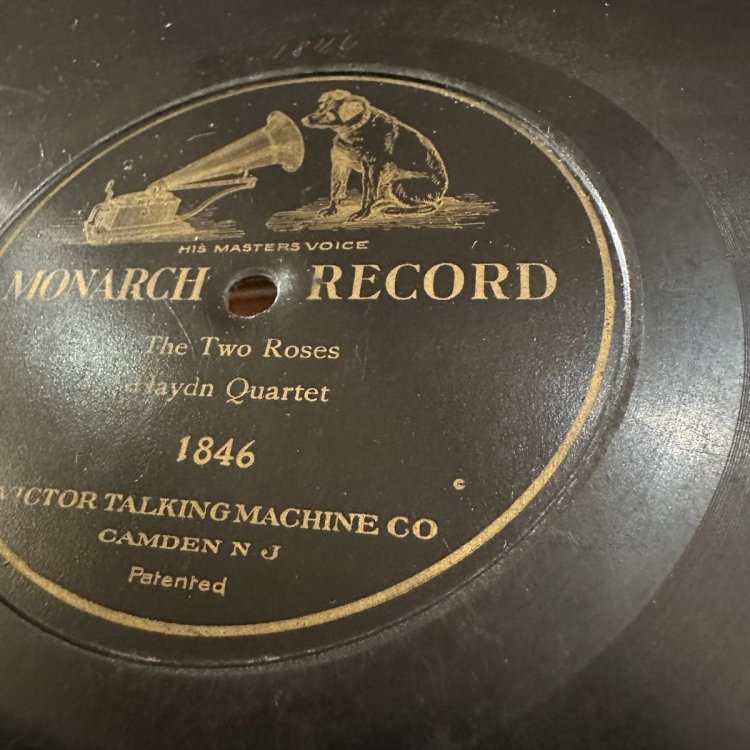 1846
HIS MASTERS VOICE
MONARCH RECORD
The Two Roses
Haydn Quartet
1846
VICTOR TALKING MACHINE CO
CAMDEN N J
Patented
c